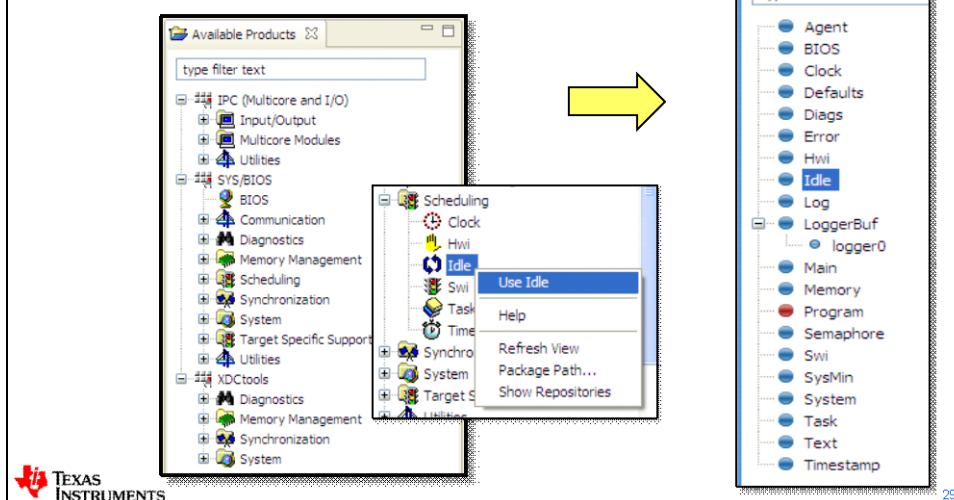 Available Products
type filter text
IPC (Multicore and I/O)
Input/Output
Multicore Modules
Utilities
SYS/BIOS
BIOS
Communication
Diagnostics
Memory Management
Scheduling
Synchronization
System
Target Specific Support
Utilities
XDCtools
Diagnostics
Memory Management
Synchronization
System
Scheduling
Clock
Hwi
Idle
Swi
Task
Time
Synchro
System
Target S
Utilities
Use Idle
Help
Refresh View
Package Path...
Show Repositories
Agent
BIOS
Clock
Defaults
Diags
Error
Hwi
Idle
Log
LoggerBuf
logger0
Main
Memory
Program
Semaphore
Swi
SysMin
System
Task
Text
Timestamp
TEXAS
INSTRUMENTS